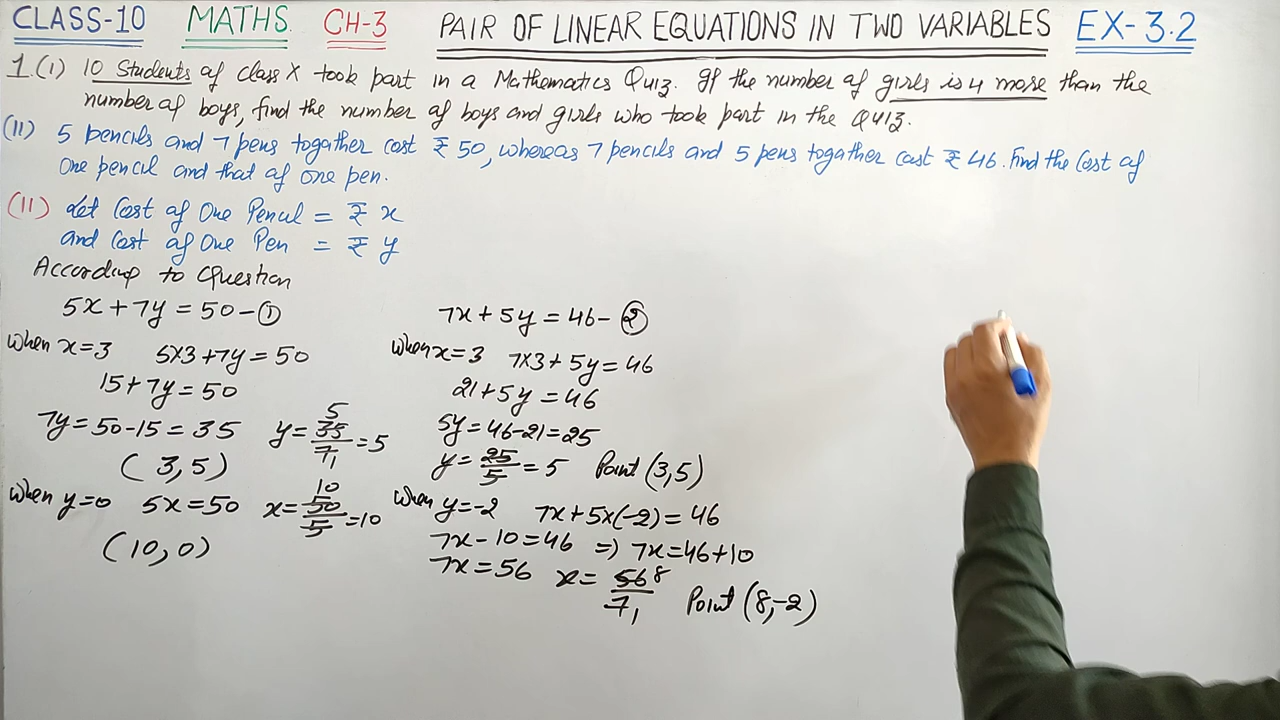 CLASS-10 MATHS CH-3 PAIR OF LINEAR EQUATIONS IN TWO VARIABLES EX-3.2
1.(I) 10 Students of class X took part in a Mathematics Quiz. If the number of girls is 4 more than the
number of boys, find the number of boys and girls who took part in the Quiz.
(II) 5 pencils and 7 pens togather cost ₹ 50, whereas 7 pencils and 5 pens togather cost ₹ 46. Find the Cost of
One pencil and that of one pen.
(II) Let Cost of One Pencil = ₹ x
and Cost of One Pen = ₹ y
According to Question
5x + 7y = 50 - ①
when x=3 5×3 + 7y = 50
15 + 7y = 50
7y = 50-15 = 35 y = 35/7 = 5
5
1
(3,5)
when y=0 5x = 50 x = 50/5 = 10
10
(10,0)
7x + 5y = 46 - ②
when x=3 7×3 + 5y = 46
21 + 5y = 46
5y = 46-21 = 25
y = 25/5 = 5 Point (3,5)
when y=-2 7x + 5×(-2) = 46
7x - 10 = 46 => 7x = 46+10
7x = 56 x = 56/7 Point (8,-2)
8
1